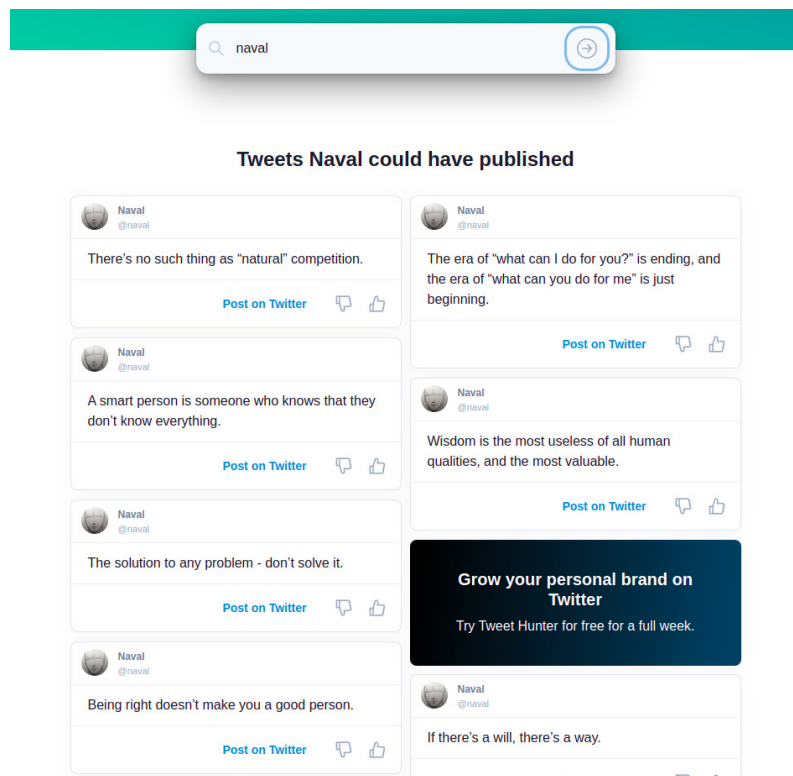 naval
Tweets Naval could have published
Naval
@naval
There’s no such thing as “natural” competition.
Post on Twitter
Naval
@naval
A smart person is someone who knows that they
don’t know everything.
Post on Twitter
Naval
@naval
The solution to any problem - don’t solve it.
Post on Twitter
Naval
@naval
Being right doesn’t make you a good person.
Post on Twitter
Naval
@naval
The era of “what can I do for you?” is ending, and
the era of “what can you do for me” is just
beginning.
Post on Twitter
Naval
@naval
Wisdom is the most useless of all human
qualities, and the most valuable.
Post on Twitter
Grow your personal brand on
Twitter
Try Tweet Hunter for free for a full week.
Naval
@naval
If there’s a will, there’s a way.